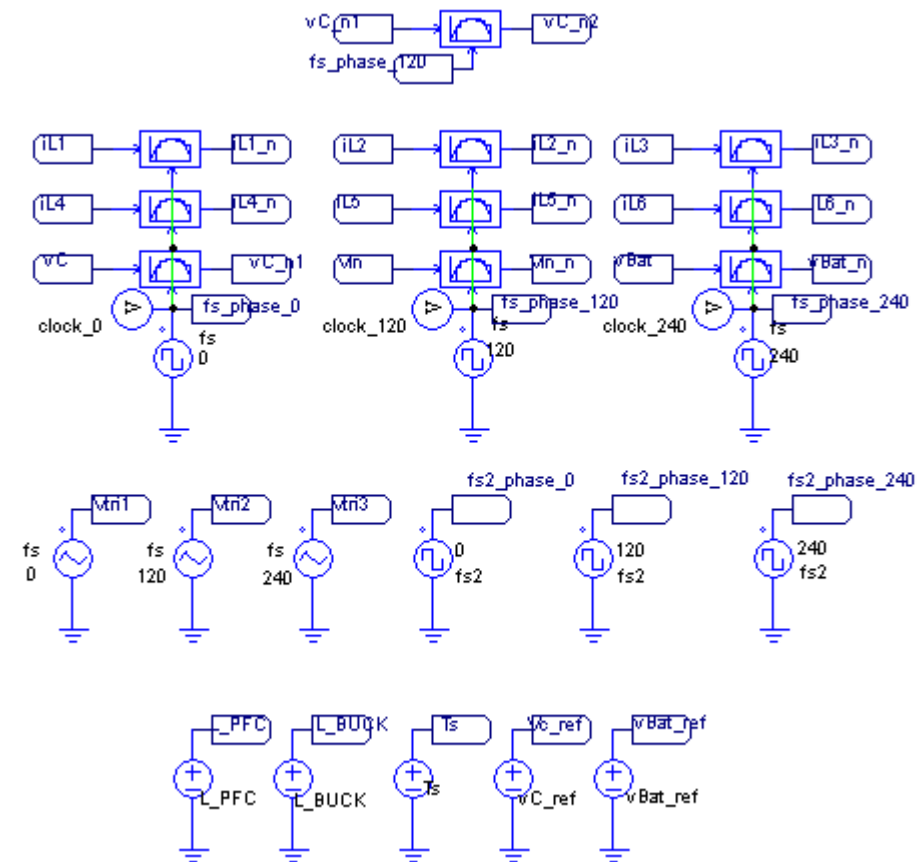 vC_n1 vC_n2
fs_phase_120
iL1 iL1_n iL2 iL2_n iL3 iL3_n
iL4 iL4_n iL5 iL5_n iL6 iL6_n
vC vC_n1 vin vin_n vBat vBat_n
clock_0 fs_phase_0 clock_120 fs_phase_120 clock_240 fs_phase_240
fs fs fs
0 120 240
fs2_phase_0 fs2_phase_120 fs2_phase_240
Vtri1 Vtri2 Vtri3
fs fs fs 0 120 240
0 120 240 fs2 fs2 fs2
L_PFC L_BUCK Ts Vc_ref vBat_ref
L_PFC L_BUCK Ts vC_ref vBat_ref